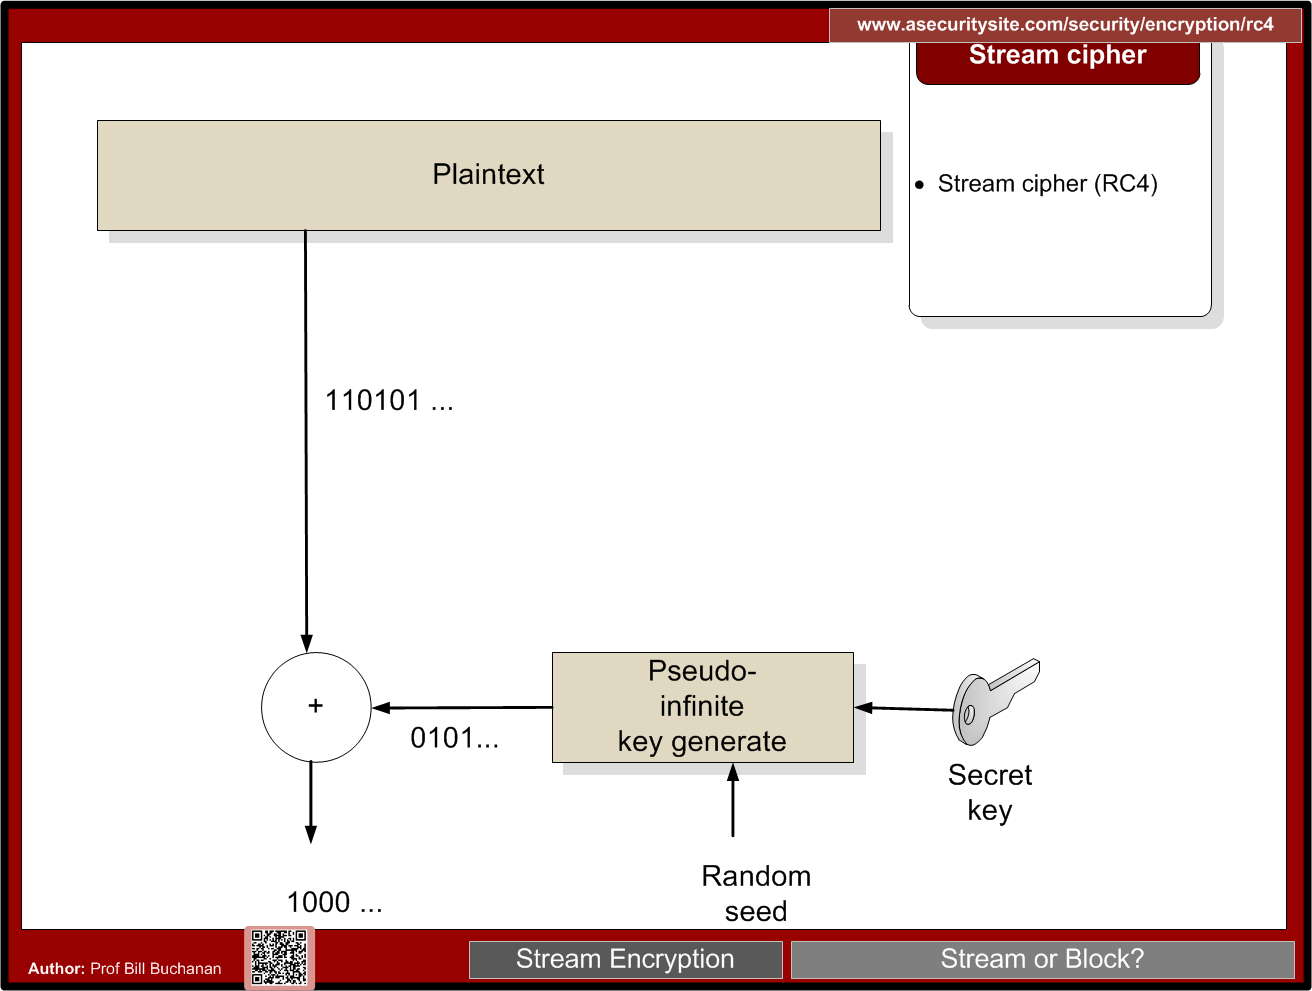 www.asecuritysite.com/security/encryption/rc4
Stream cipher
Plaintext
• Stream cipher (RC4)
110101 ...
+
0101...
Pseudo-
infinite
key generate
Secret
key
1000 ...
Random
seed
Author: Prof Bill Buchanan
Stream Encryption
Stream or Block?